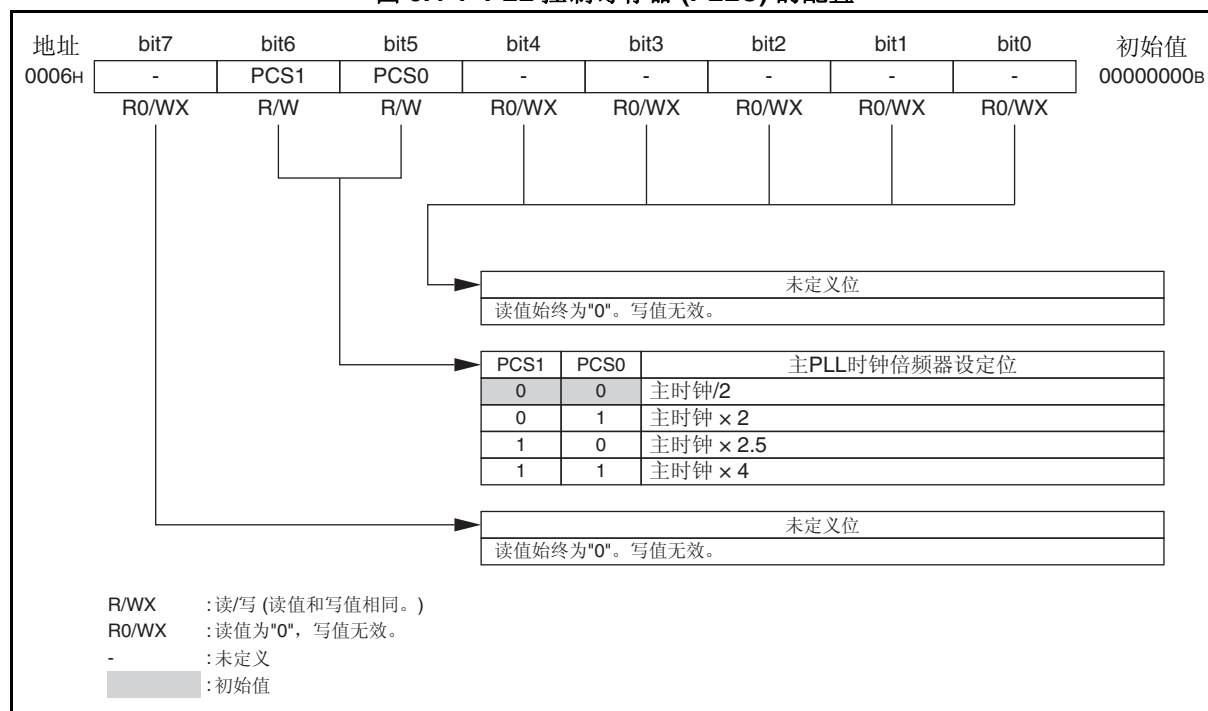 地址 bit7 bit6 bit5 bit4 bit3 bit2 bit1 bit0 初始值
0006H - PCS1 PCS0 - - - - - 00000000B
R0/WX R/W R/W R0/WX R0/WX R0/WX R0/WX R0/WX
未定义位
读值始终为"0"。写值无效。
PCS1 PCS0 主PLL时钟倍频器设定位
0 0 主时钟/2
0 1 主时钟 × 2
1 0 主时钟 × 2.5
1 1 主时钟 × 4
未定义位
读值始终为"0"。写值无效。
R/WX :读/写 (读值和写值相同。)
R0/WX :读值为"0"，写值无效。
- :未定义
:初始值